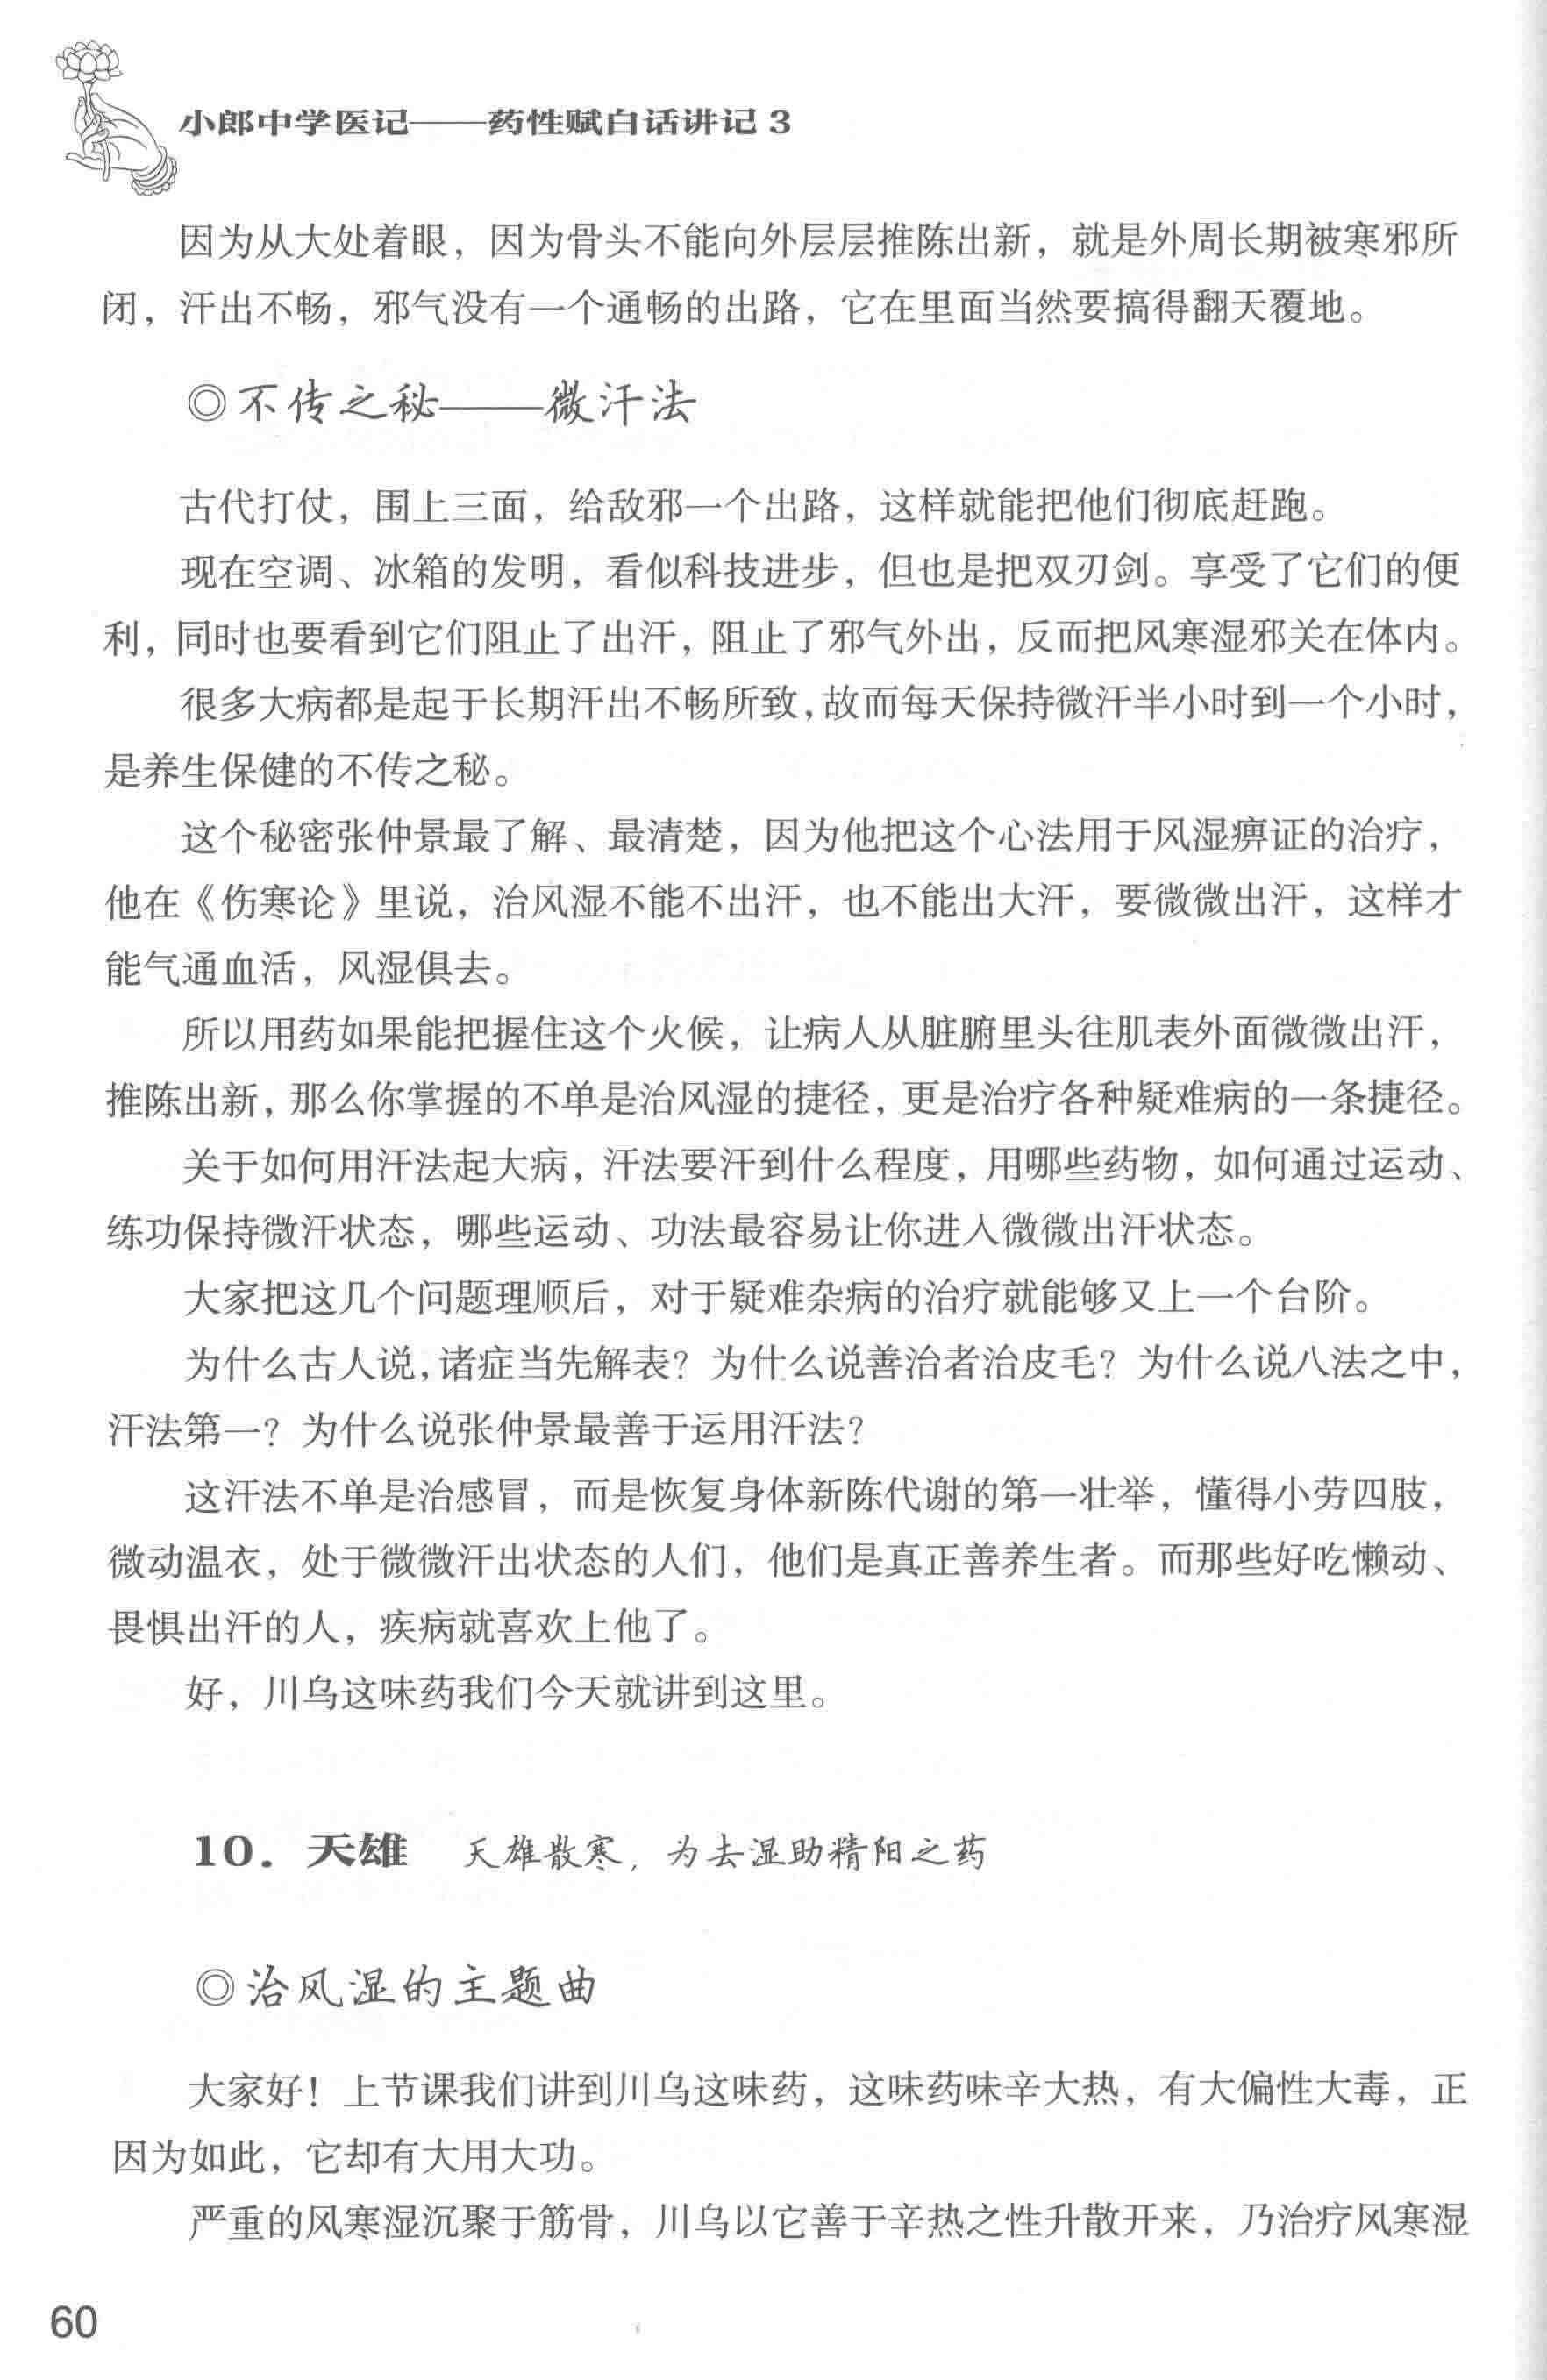 小郎中学医记——药性赋白话讲记 3
因为从大处着眼，因为骨头不能向外层层推陈出新，就是外周长期被寒邪所
闭，汗出不畅，邪气没有一个通畅的出路，它在里面当然要搞得翻天覆地。
◎不传之秘——微汗法
古代打仗，围上三面，给敌邪一个出路，这样就能把他们彻底赶跑。
现在空调、冰箱的发明，看似科技进步，但也是把双刃剑。享受了它们的便
利，同时也要看到它们阻止了出汗，阻止了邪气外出，反而把风寒湿邪关在体内。
很多大病都是起于长期汗出不畅所致，故而每天保持微汗半小时到一个小时，
是养生保健的不传之秘。
这个秘密张仲景最了解、最清楚，因为他把这个心法用于风湿痹证的治疗，
他在《伤寒论》里说，治风湿不能不出汗，也不能出大汗，要微微出汗，这样才
能气通血活，风湿俱去。
所以用药如果能把握住这个火候，让病人从脏腑里头往肌表外面微微出汗，
推陈出新，那么你掌握的不单是治风湿的捷径，更是治疗各种疑难病的一条捷径。
关于如何用汗法起大病，汗法要汗到什么程度，用哪些药物，如何通过运动、
练功保持微汗状态，哪些运动、功法最容易让你进入微微出汗状态。
大家把这几个问题理顺后，对于疑难杂病的治疗就能够又上一个台阶。
为什么古人说，诸症当先解表？为什么说善治者治皮毛？为什么说八法之中，
汗法第一？为什么说张仲景最善于运用汗法？
这汗法不单是治感冒，而是恢复身体新陈代谢的第一壮举，懂得小劳四肢，
微动温衣，处于微微汗出状态的人们，他们是真正善养生者。而那些好吃懒动、
畏惧出汗的人，疾病就喜欢上他了。
好，川乌这味药我们今天就讲到这里。
10．天雄 天雄散寒，为去湿助精阳之药
◎治风湿的主题曲
大家好！上节课我们讲到川乌这味药，这味药味辛大热，有大偏性大毒，正
因为如此，它却有大用大功。
严重的风寒湿沉聚于筋骨，川乌以它善于辛热之性升散开来，乃治疗风寒湿
60